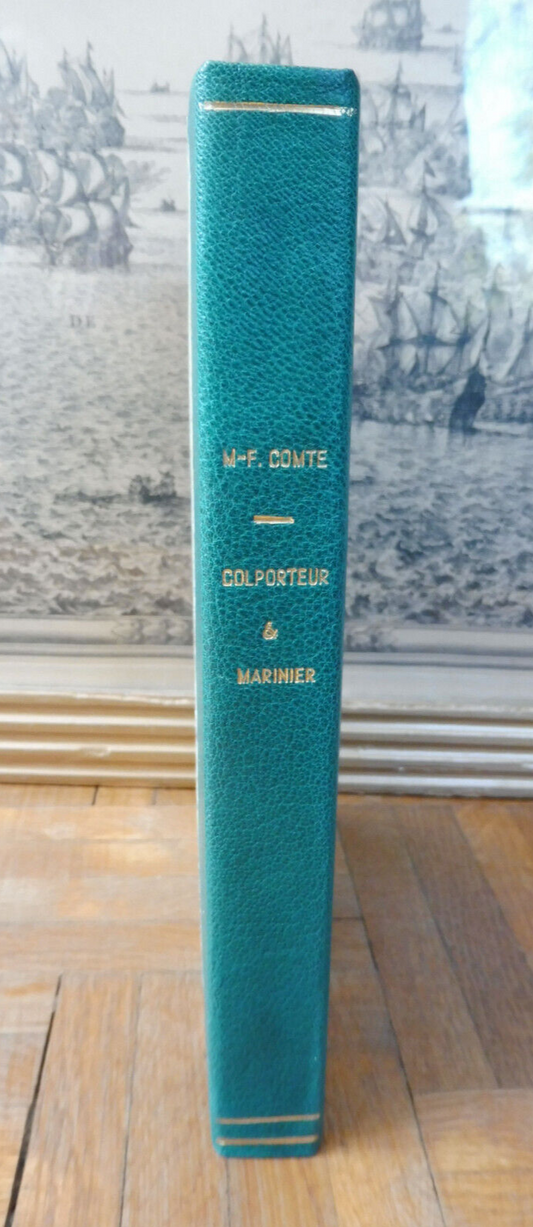 DE
M-F. COMTE
COLPORTEUR
&
MARINIER